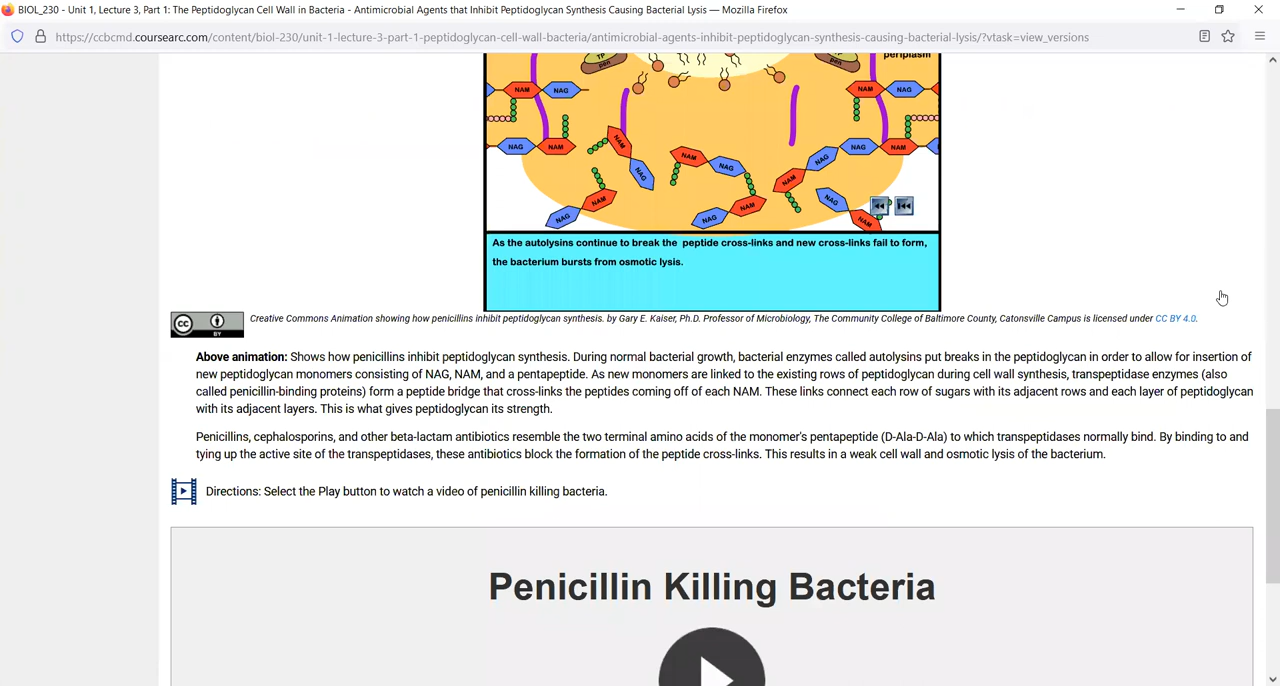 BIOL_230 - Unit 1, Lecture 3, Part 1: The Peptidoglycan Cell Wall in Bacteria - Antimicrobial Agents that Inhibit Peptidoglycan Synthesis Causing Bacterial Lysis — Mozilla Firefox
https://ccbcmd.coursearc.com/content/biol-230/unit-1-lecture-3-part-1-peptidoglycan-cell-wall-bacteria/antimicrobial-agents-inhibit-peptidoglycan-synthesis-causing-bacterial-lysis/?vtask=view_versions
TP TP periplasm
pen pen
NAM NAG NAM NAG
NAG NAM NAM NAM NAG NAG NAG NAM
NAG NAM
NAM NAG NAM NAG
NAG NAM
As the autolysins continue to break the peptide cross-links and new cross-links fail to form,
the bacterium bursts from osmotic lysis.
cc BY Creative Commons Animation showing how penicillins inhibit peptidoglycan synthesis. by Gary E. Kaiser, Ph.D. Professor of Microbiology, The Community College of Baltimore County, Catonsville Campus is licensed under CC BY 4.0.
Above animation: Shows how penicillins inhibit peptidoglycan synthesis. During normal bacterial growth, bacterial enzymes called autolysins put breaks in the peptidoglycan in order to allow for insertion of
new peptidoglycan monomers consisting of NAG, NAM, and a pentapeptide. As new monomers are linked to the existing rows of peptidoglycan during cell wall synthesis, transpeptidase enzymes (also
called penicillin-binding proteins) form a peptide bridge that cross-links the peptides coming off of each NAM. These links connect each row of sugars with its adjacent rows and each layer of peptidoglycan
with its adjacent layers. This is what gives peptidoglycan its strength.
Penicillins, cephalosporins, and other beta-lactam antibiotics resemble the two terminal amino acids of the monomer's pentapeptide (D-Ala-D-Ala) to which transpeptidases normally bind. By binding to and
tying up the active site of the transpeptidases, these antibiotics block the formation of the peptide cross-links. This results in a weak cell wall and osmotic lysis of the bacterium.
Directions: Select the Play button to watch a video of penicillin killing bacteria.
Penicillin Killing Bacteria